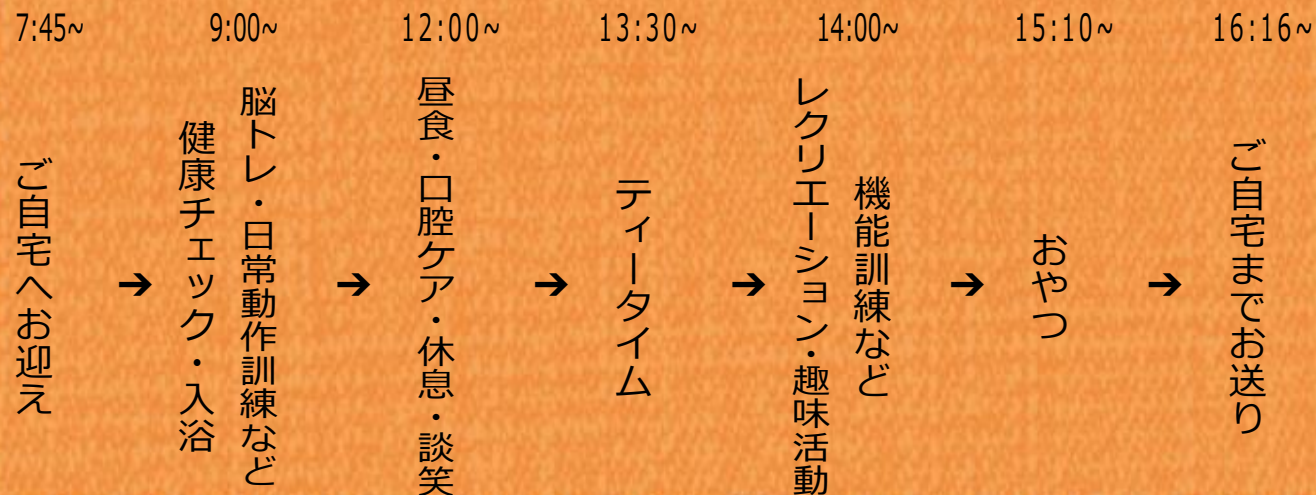 7:45~
9:00~
12:00~
13:30~
14:00~
15:10~
16:16~
ご自宅へお迎え
➔
健康チェック・入浴
脳トレ・日常動作訓練など
➔
昼食・口腔ケア・休息・談笑
➔
ティータイム
➔
レクリエーション・趣味活動
機能訓練など
➔
おやつ
➔
ご自宅までお送り